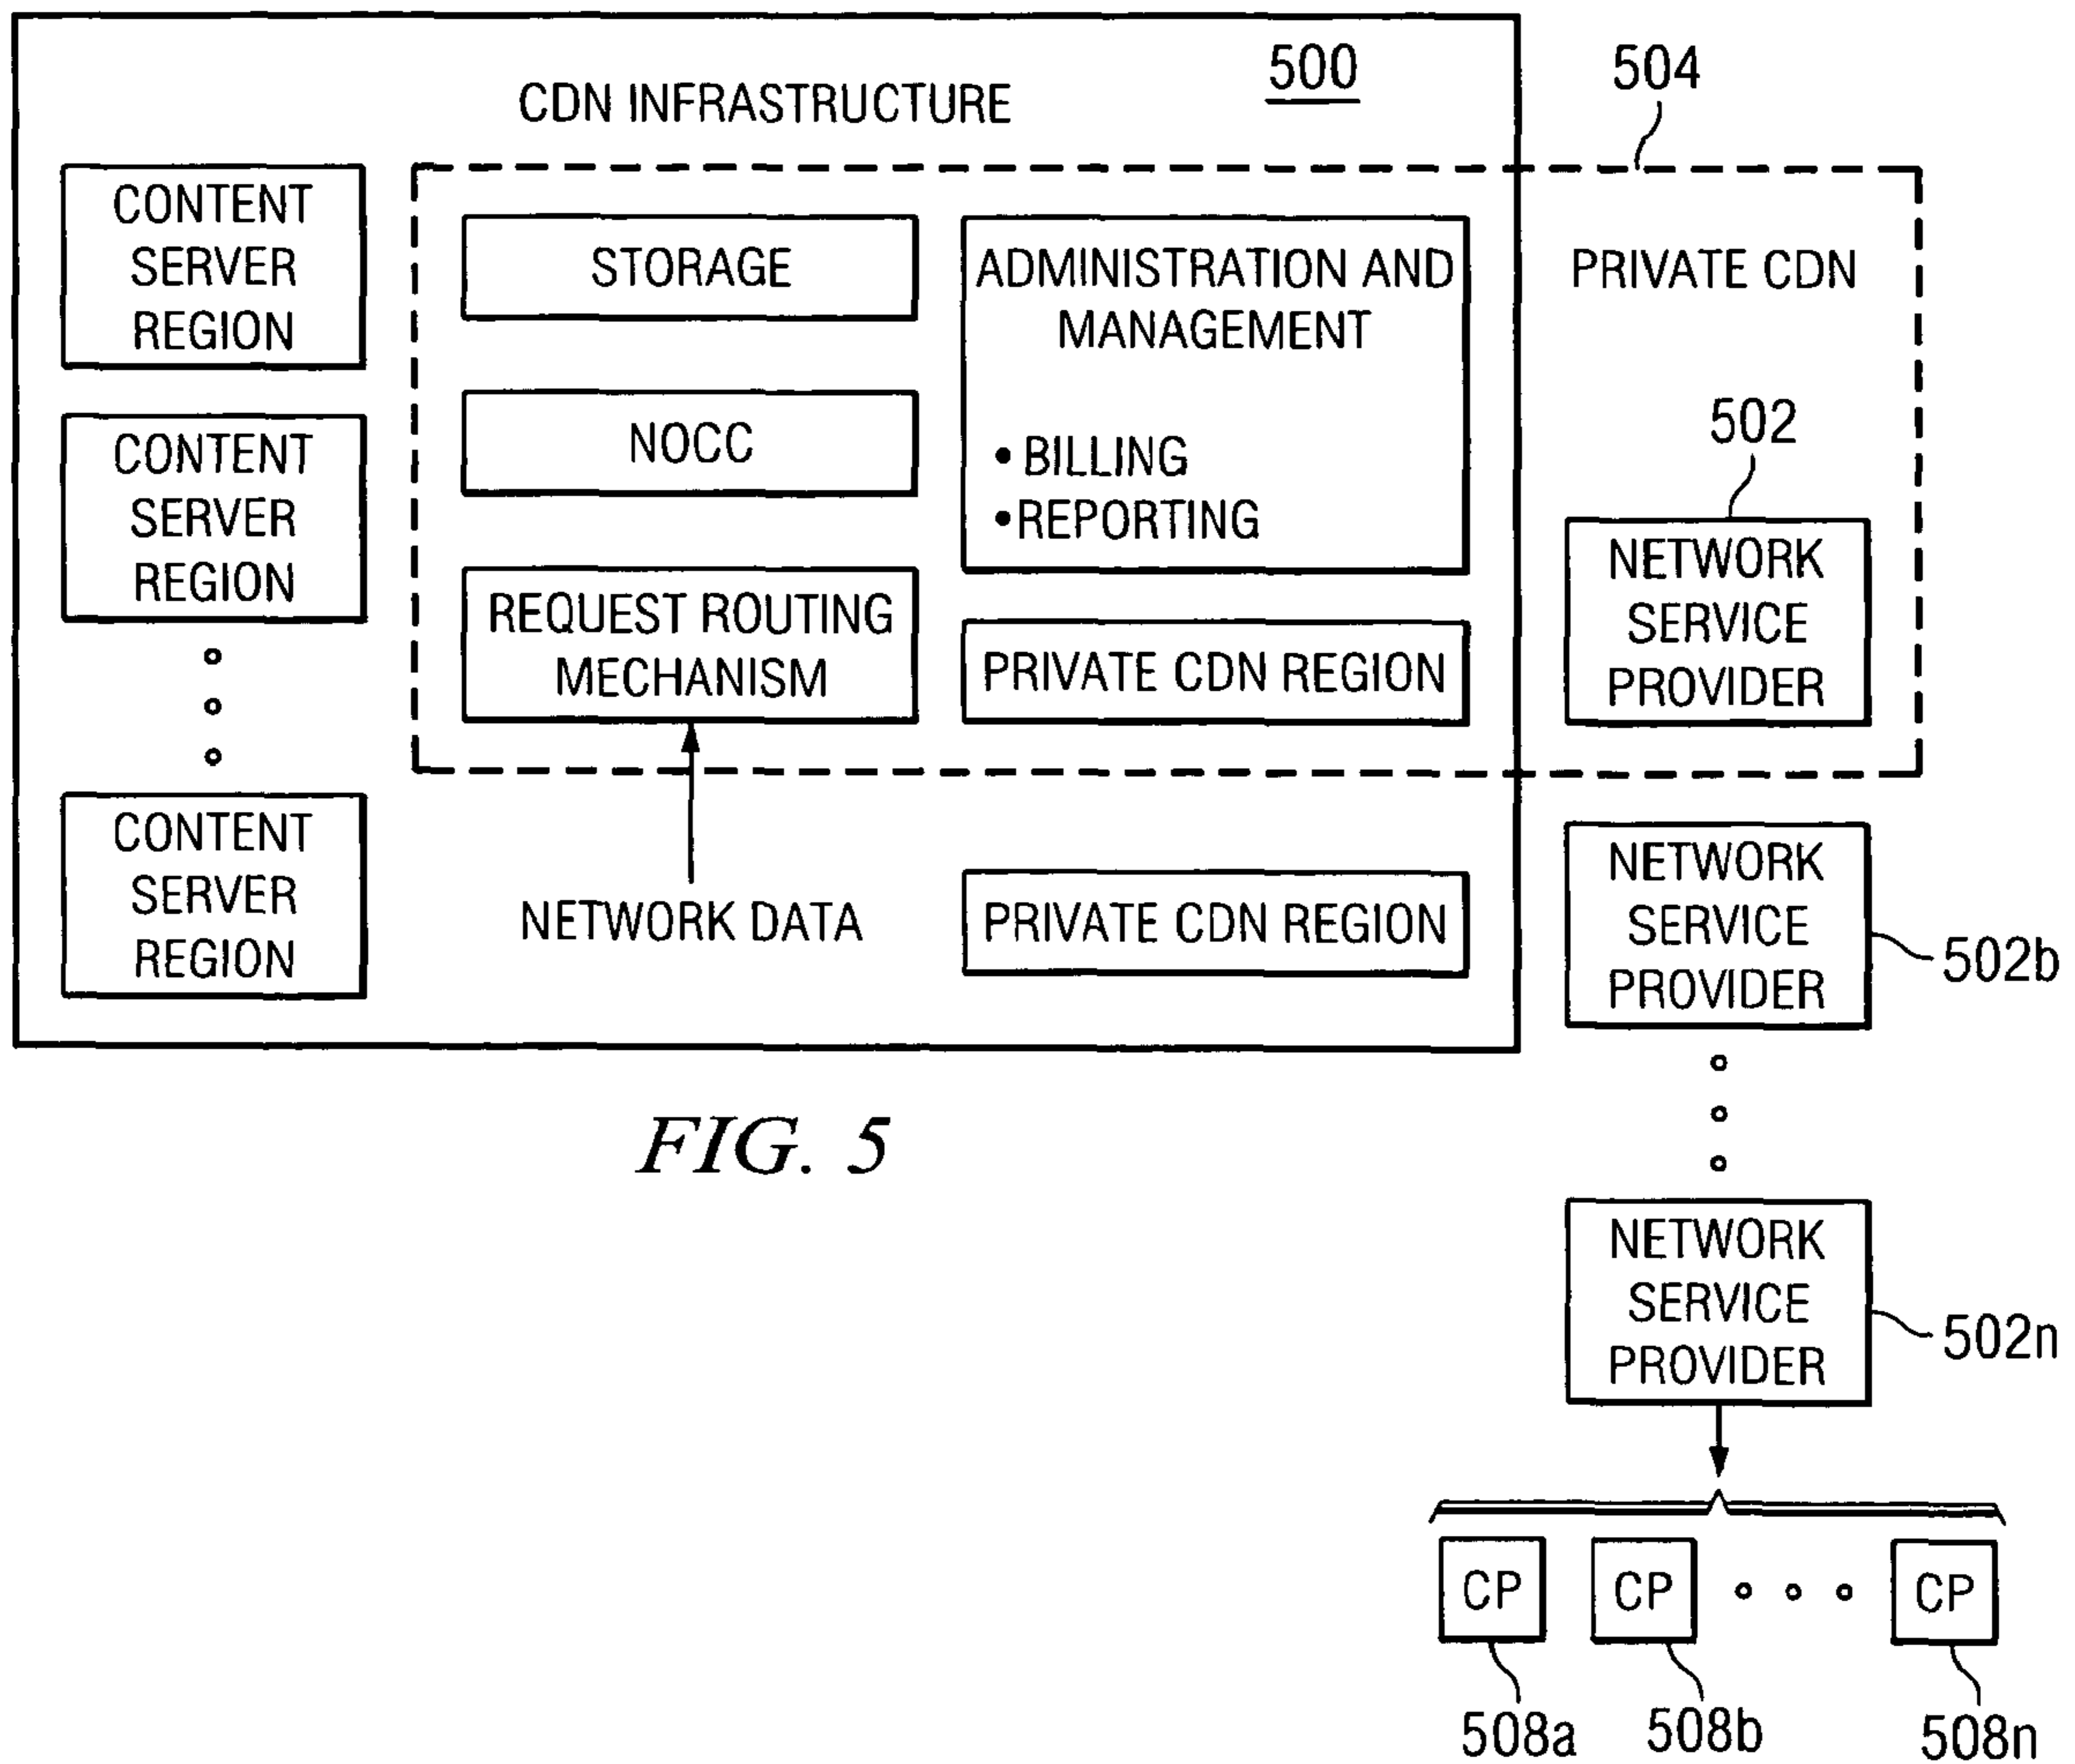 500
CDN INFRASTRUCTURE
504
CONTENT
SERVER
REGION
STORAGE
ADMINISTRATION AND
MANAGEMENT
• BILLING
• REPORTING
PRIVATE CDN
NOCC
502
CONTENT
SERVER
REGION
REQUEST ROUTING
MECHANISM
PRIVATE CDN REGION
NETWORK
SERVICE
PROVIDER
CONTENT
SERVER
REGION
NETWORK DATA
PRIVATE CDN REGION
NETWORK
SERVICE
PROVIDER
502b
FIG. 5
NETWORK
SERVICE
PROVIDER
502n
CP
CP
CP
508a
508b
508n